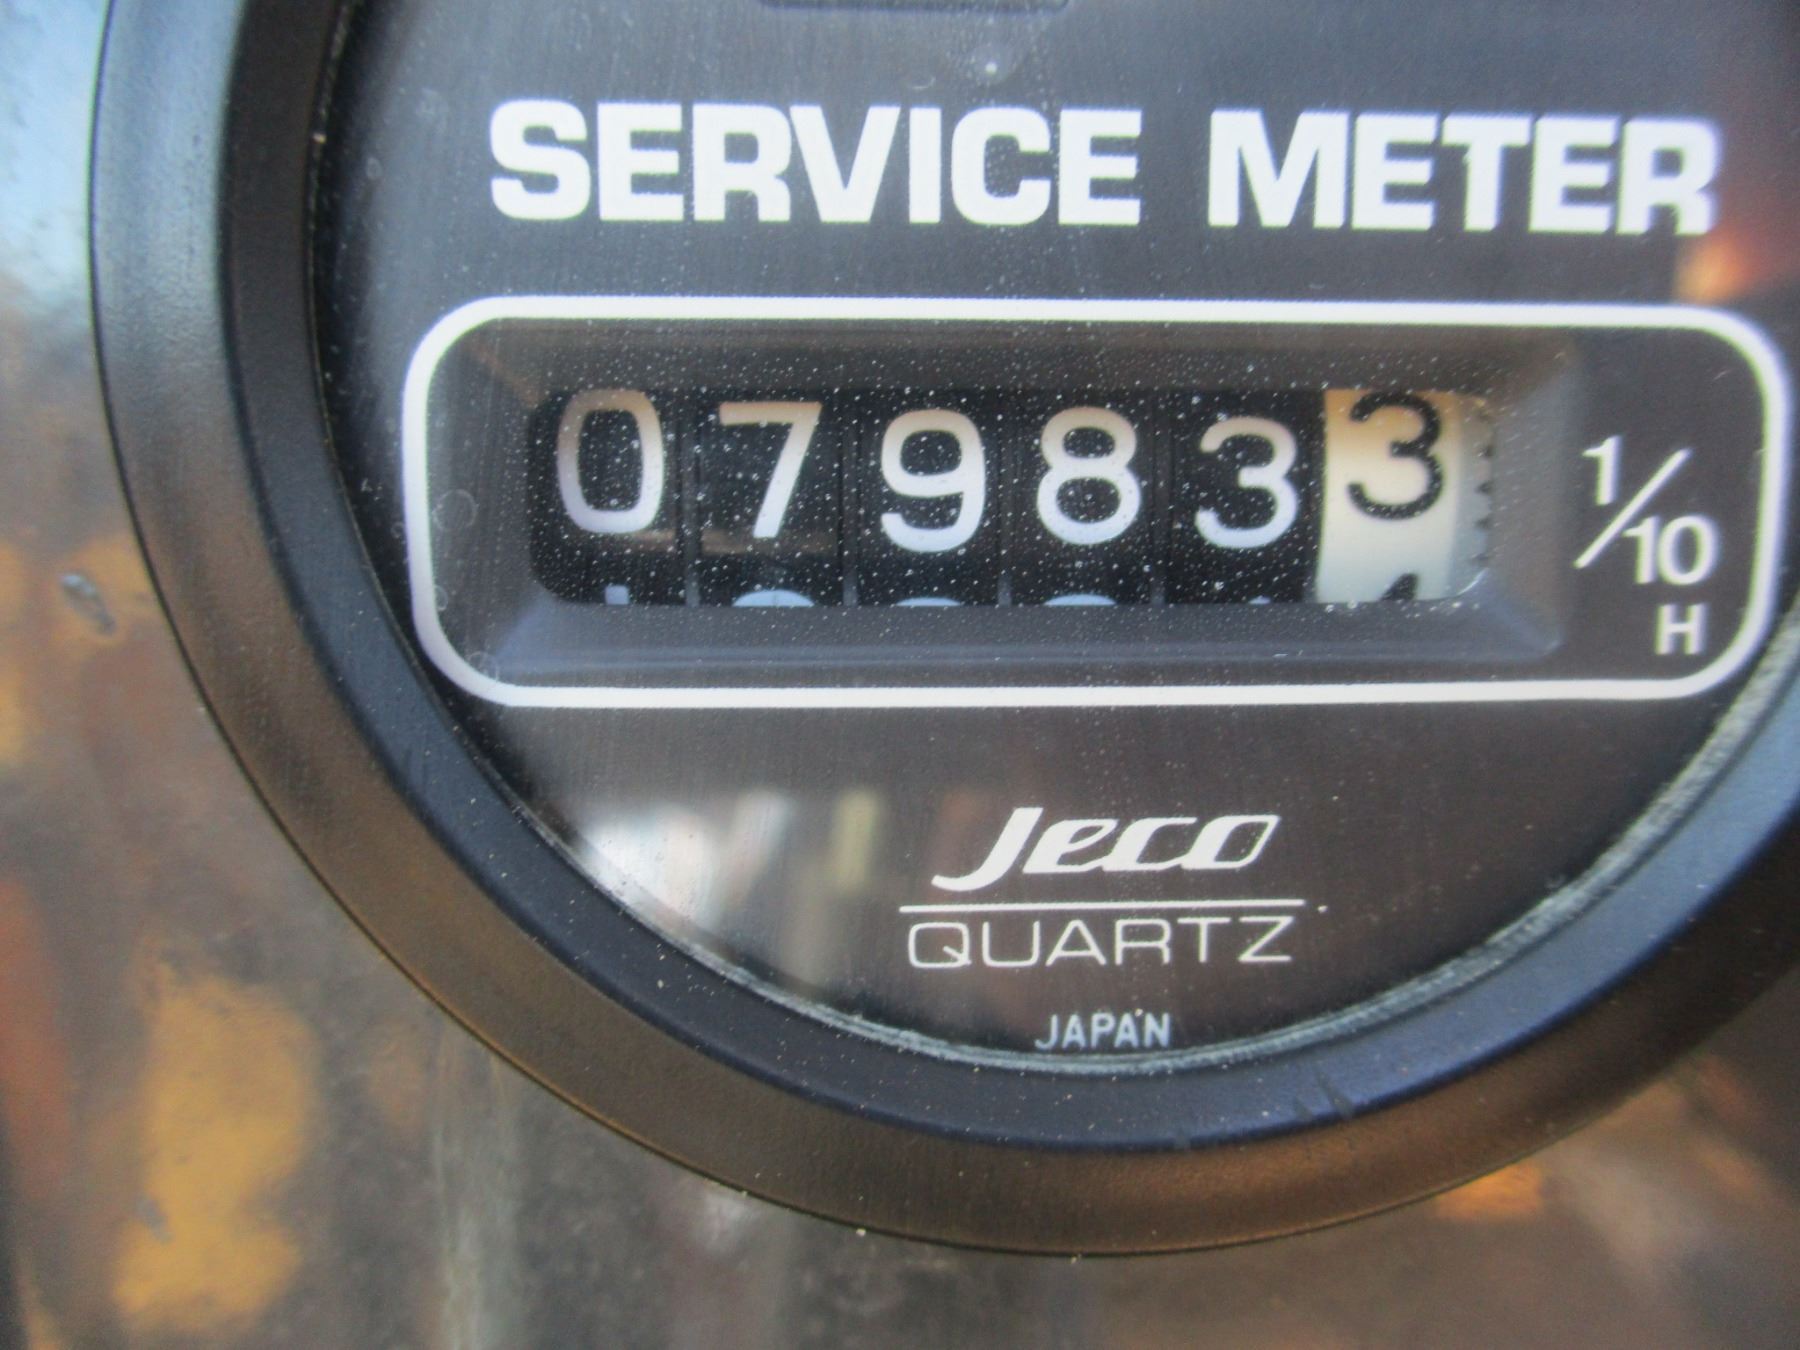 SERVICE METER
079833
1/10
H
Jeco
QUARTZ
JAPAN